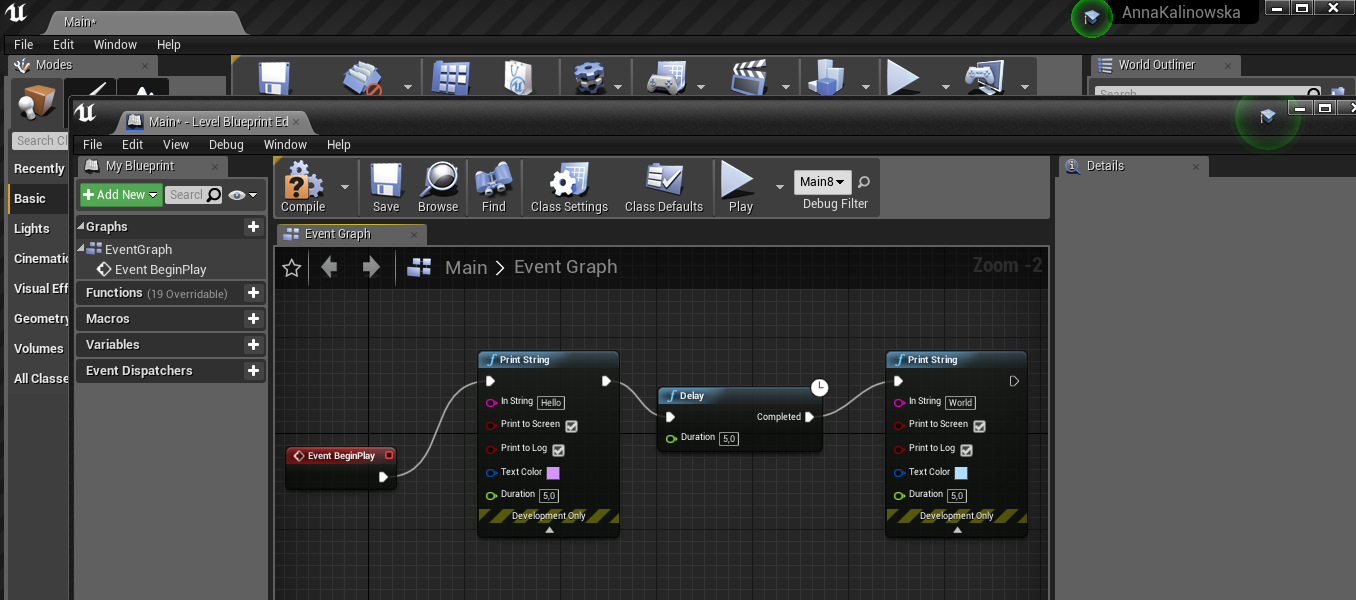 Main*
AnnaKalinowska
File Edit Window Help
Modes
World Outliner
Search
Main* - Level Blueprint Ed
File Edit View Debug Window Help
Search Cl
Recently
Basic
Lights
Cinematic
Visual Eff
Geometry
Volumes
All Classe
My Blueprint
+ Add New
Search
Graphs
EventGraph
Event BeginPlay
Functions (19 Overridable)
Macros
Variables
Event Dispatchers
Compile Save Browse Find Class Settings Class Defaults Play
Main8
Debug Filter
Details
Event Graph
Main > Event Graph
Zoom -2
Event BeginPlay
Print String
In String Hello
Print to Screen
Print to Log
Text Color
Duration 5,0
Development Only
Delay
Completed
Duration 5,0
Print String
In String World
Print to Screen
Print to Log
Text Color
Duration 5,0
Development Only